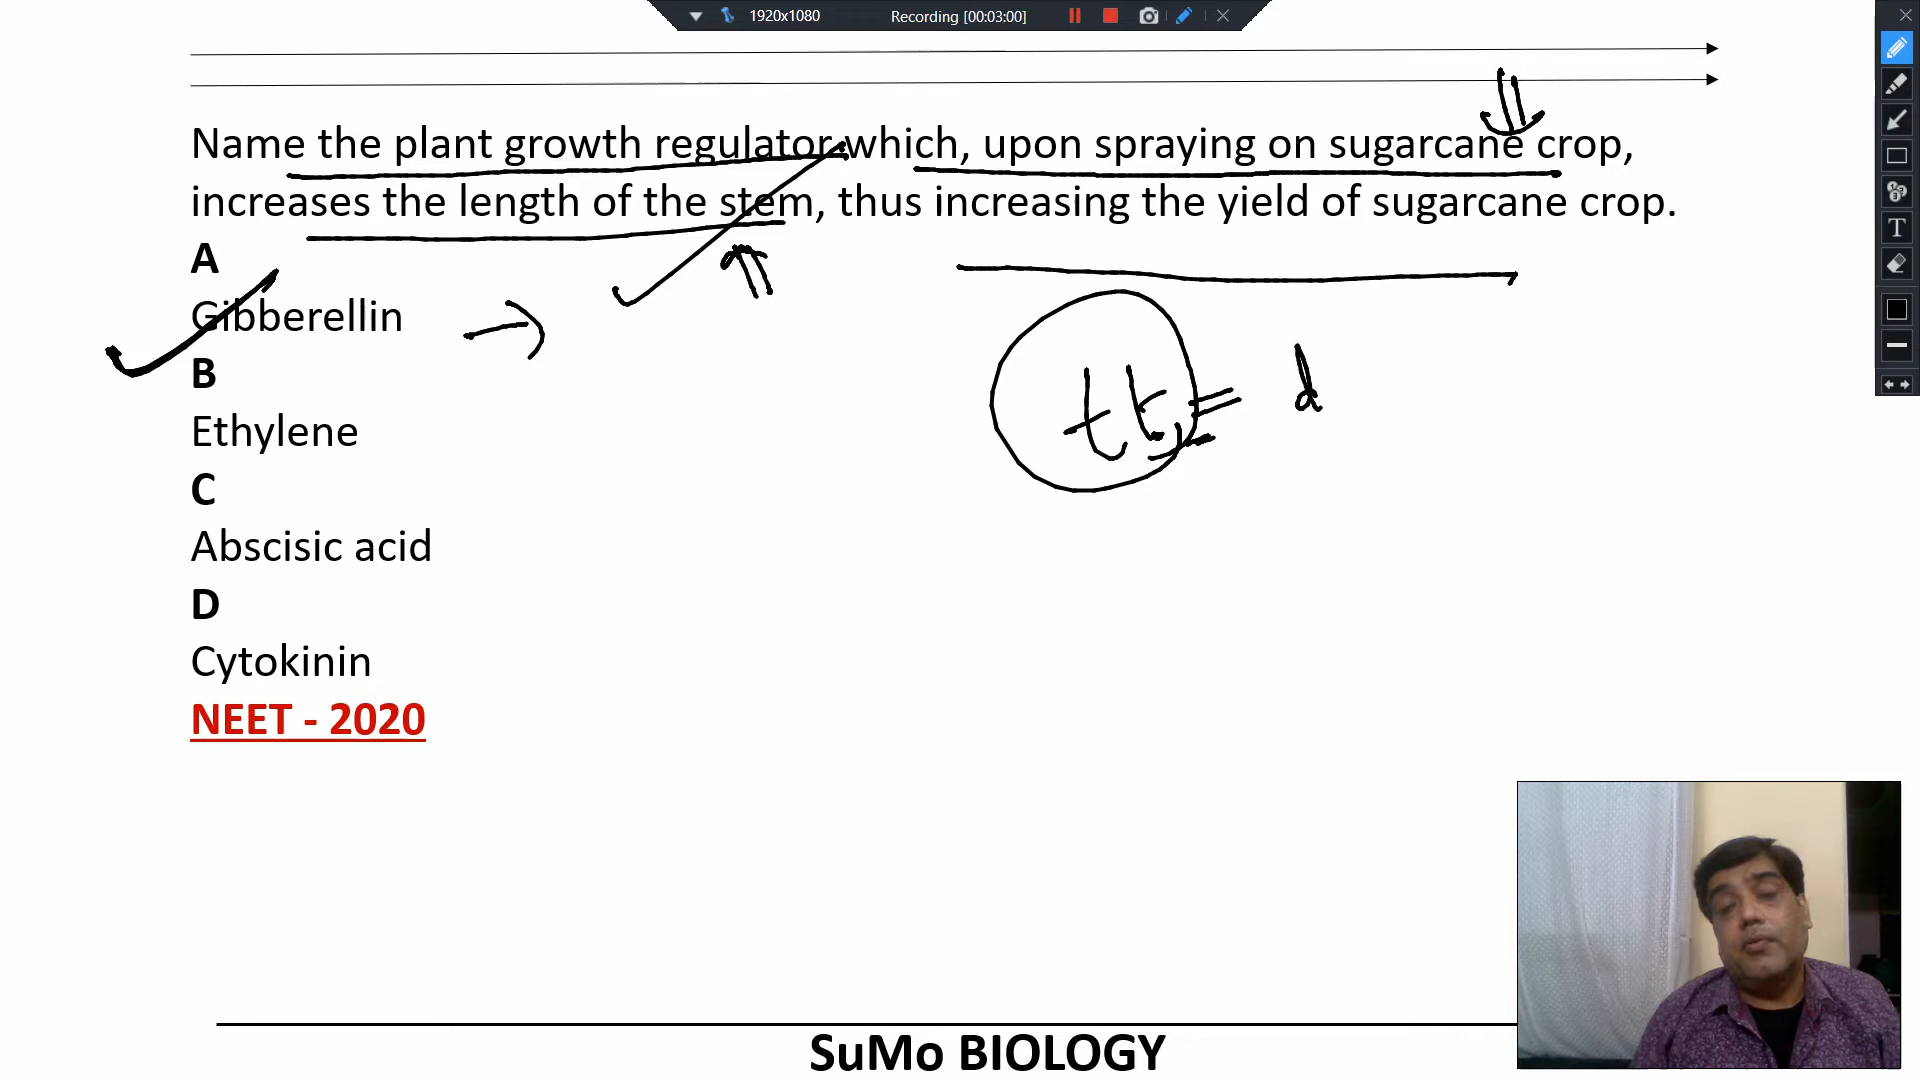 1920x1080 Recording [00:03:00]
Name the plant growth regulator which, upon spraying on sugarcane crop,
increases the length of the stem, thus increasing the yield of sugarcane crop.
A
Gibberellin
B
Ethylene
C
Abscisic acid
D
Cytokinin
NEET - 2020
SuMo BIOLOGY